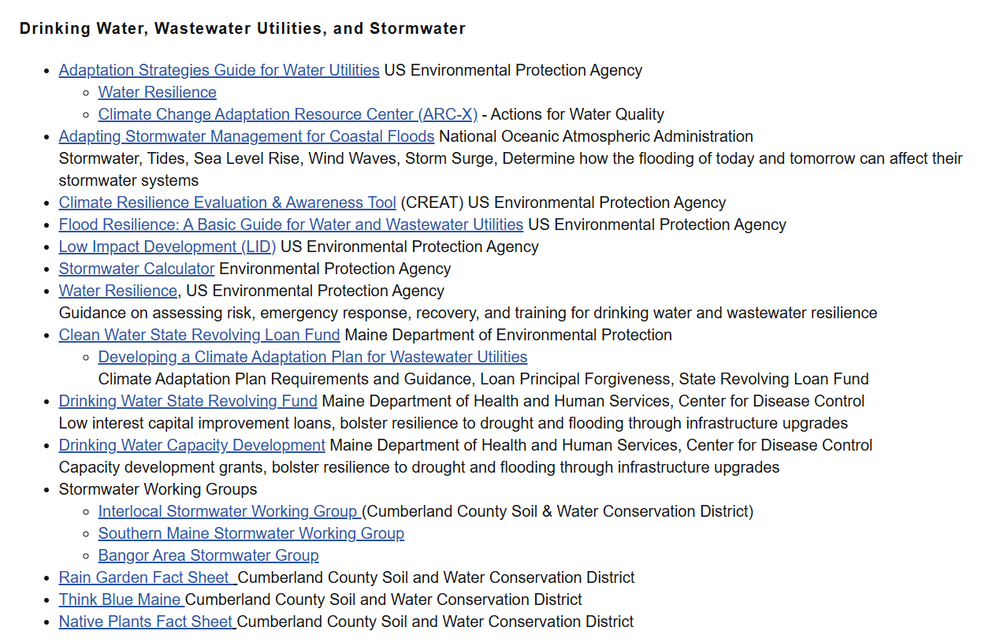 Drinking Water, Wastewater Utilities, and Stormwater
Adaptation Strategies Guide for Water Utilities US Environmental Protection Agency
Water Resilience
Climate Change Adaptation Resource Center (ARC-X) - Actions for Water Quality
Adapting Stormwater Management for Coastal Floods National Oceanic Atmospheric Administration
Stormwater, Tides, Sea Level Rise, Wind Waves, Storm Surge, Determine how the flooding of today and tomorrow can affect their
stormwater systems
Climate Resilience Evaluation & Awareness Tool (CREAT) US Environmental Protection Agency
Flood Resilience: A Basic Guide for Water and Wastewater Utilities US Environmental Protection Agency
Low Impact Development (LID) US Environmental Protection Agency
Stormwater Calculator Environmental Protection Agency
Water Resilience, US Environmental Protection Agency
Guidance on assessing risk, emergency response, recovery, and training for drinking water and wastewater resilience
Clean Water State Revolving Loan Fund Maine Department of Environmental Protection
Developing a Climate Adaptation Plan for Wastewater Utilities
Climate Adaptation Plan Requirements and Guidance, Loan Principal Forgiveness, State Revolving Loan Fund
Drinking Water State Revolving Fund Maine Department of Health and Human Services, Center for Disease Control
Low interest capital improvement loans, bolster resilience to drought and flooding through infrastructure upgrades
Drinking Water Capacity Development Maine Department of Health and Human Services, Center for Disease Control
Capacity development grants, bolster resilience to drought and flooding through infrastructure upgrades
Stormwater Working Groups
Interlocal Stormwater Working Group (Cumberland County Soil & Water Conservation District)
Southern Maine Stormwater Working Group
Bangor Area Stormwater Group
Rain Garden Fact Sheet Cumberland County Soil and Water Conservation District
Think Blue Maine Cumberland County Soil and Water Conservation District
Native Plants Fact Sheet Cumberland County Soil and Water Conservation District